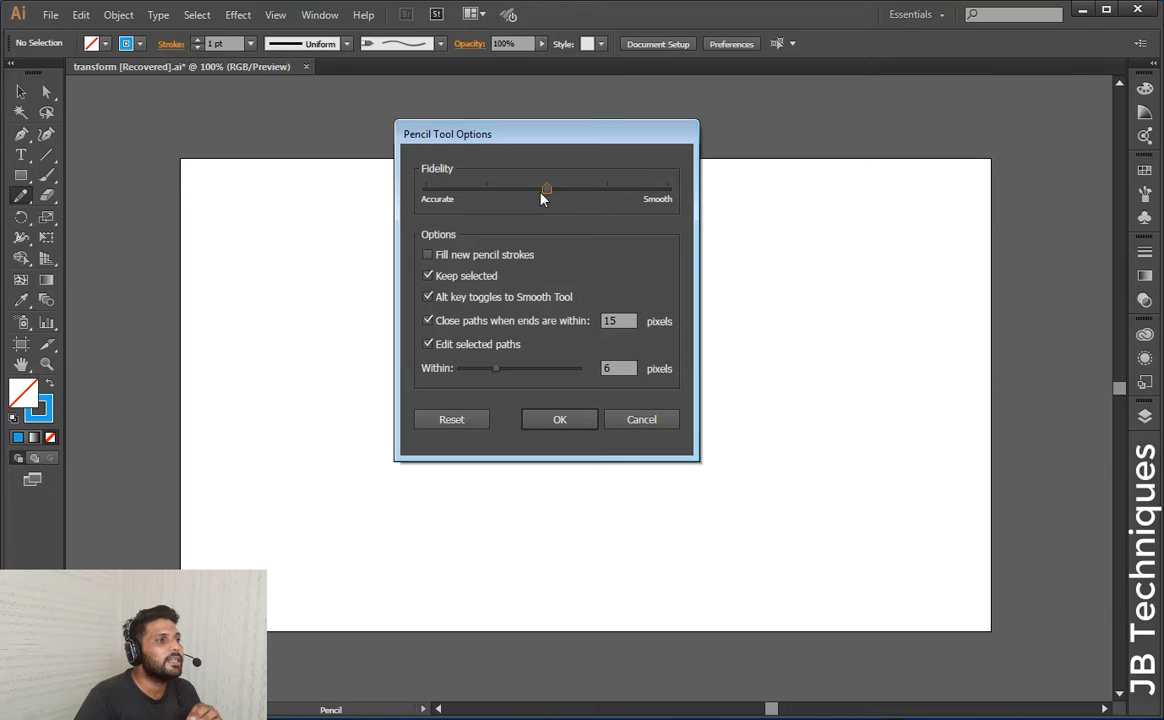 Ai File Edit Object Type Select Effect View Window Help Br St Essentials
No Selection Stroke: 1 pt Uniform Opacity: 100% Style: Document Setup Preferences
transform [Recovered].ai* @ 100% (RGB/Preview) ×
Pencil Tool Options
Fidelity
Accurate Smooth
Options
Fill new pencil strokes
Keep selected
Alt key toggles to Smooth Tool
Close paths when ends are within: 15 pixels
Edit selected paths
Within: 6 pixels
Reset OK Cancel
JB Techniques
Pencil